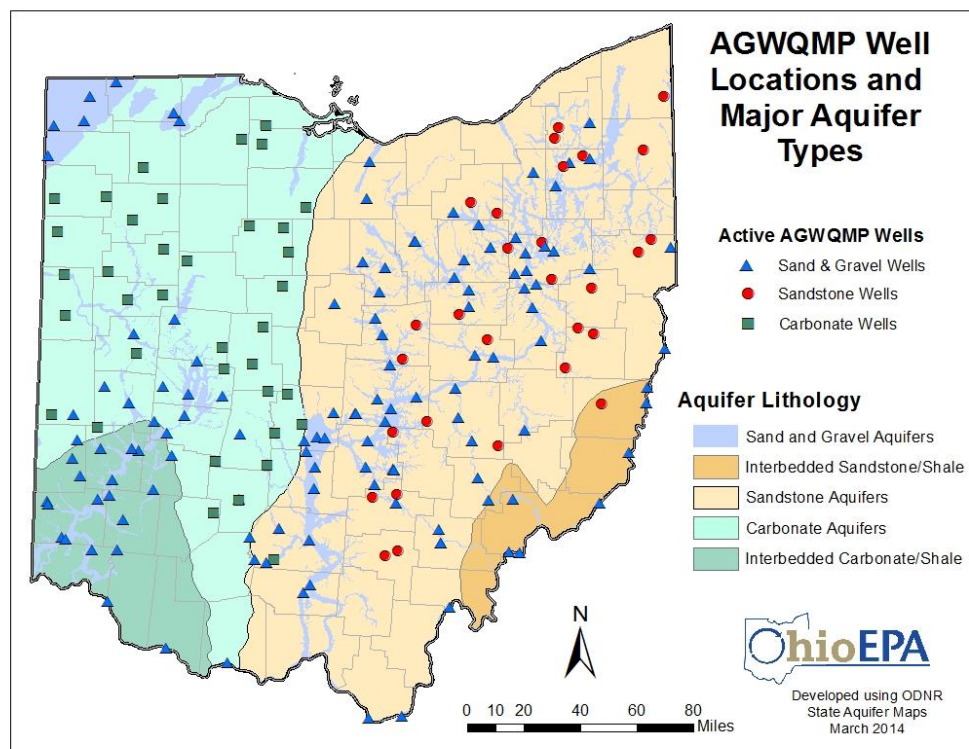 AGWQMP Well
Locations and
Major Aquifer
Types
Active AGWQMP Wells
Sand & Gravel Wells
Sandstone Wells
Carbonate Wells
Aquifer Lithology
Sand and Gravel Aquifers
Interbedded Sandstone/Shale
Sandstone Aquifers
Carbonate Aquifers
Interbedded Carbonate/Shale
N
0 10 20 40 60 80
Miles
OhioEPA
Developed using ODNR
State Aquifer Maps
March 2014